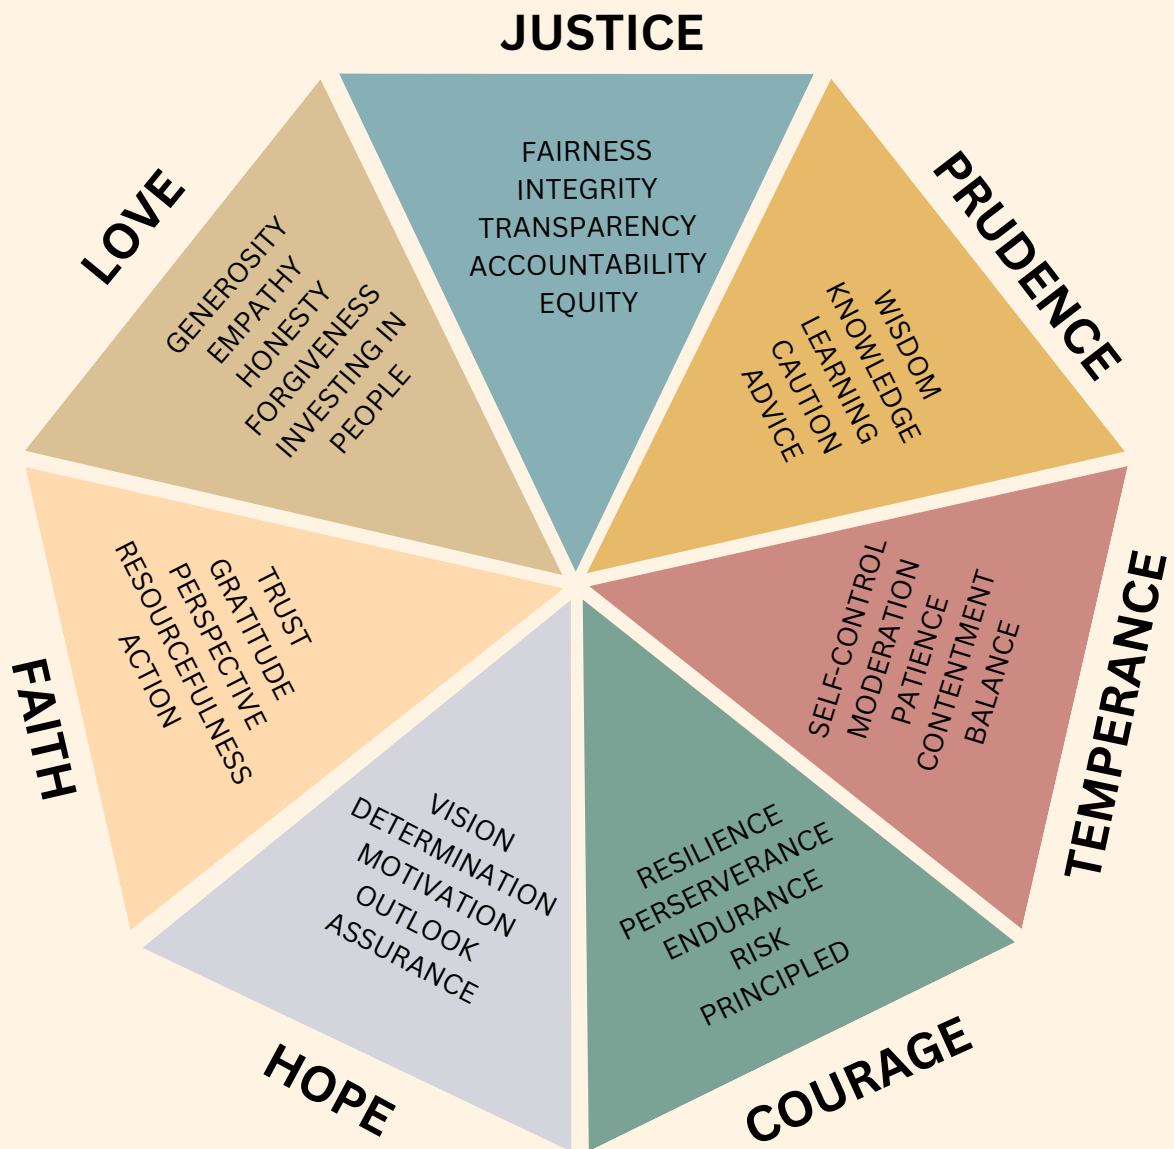 JUSTICE
FAIRNESS
INTEGRITY
TRANSPARENCY
ACCOUNTABILITY
EQUITY
PRUDENCE
WISDOM
KNOWLEDGE
LEARNING
CAUTION
ADVICE
TEMPERANCE
SELF-CONTROL
MODERATION
PATIENCE
CONTENTMENT
BALANCE
COURAGE
RESILIENCE
PERSERVERANCE
ENDURANCE
RISK
PRINCIPLED
HOPE
VISION
DETERMINATION
MOTIVATION
OUTLOOK
ASSURANCE
FAITH
TRUST
GRATITUDE
PERSPECTIVE
RESOURCEFULNESS
ACTION
LOVE
GENEROSITY
EMPATHY
HONESTY
FORGIVENESS
INVESTING IN
PEOPLE